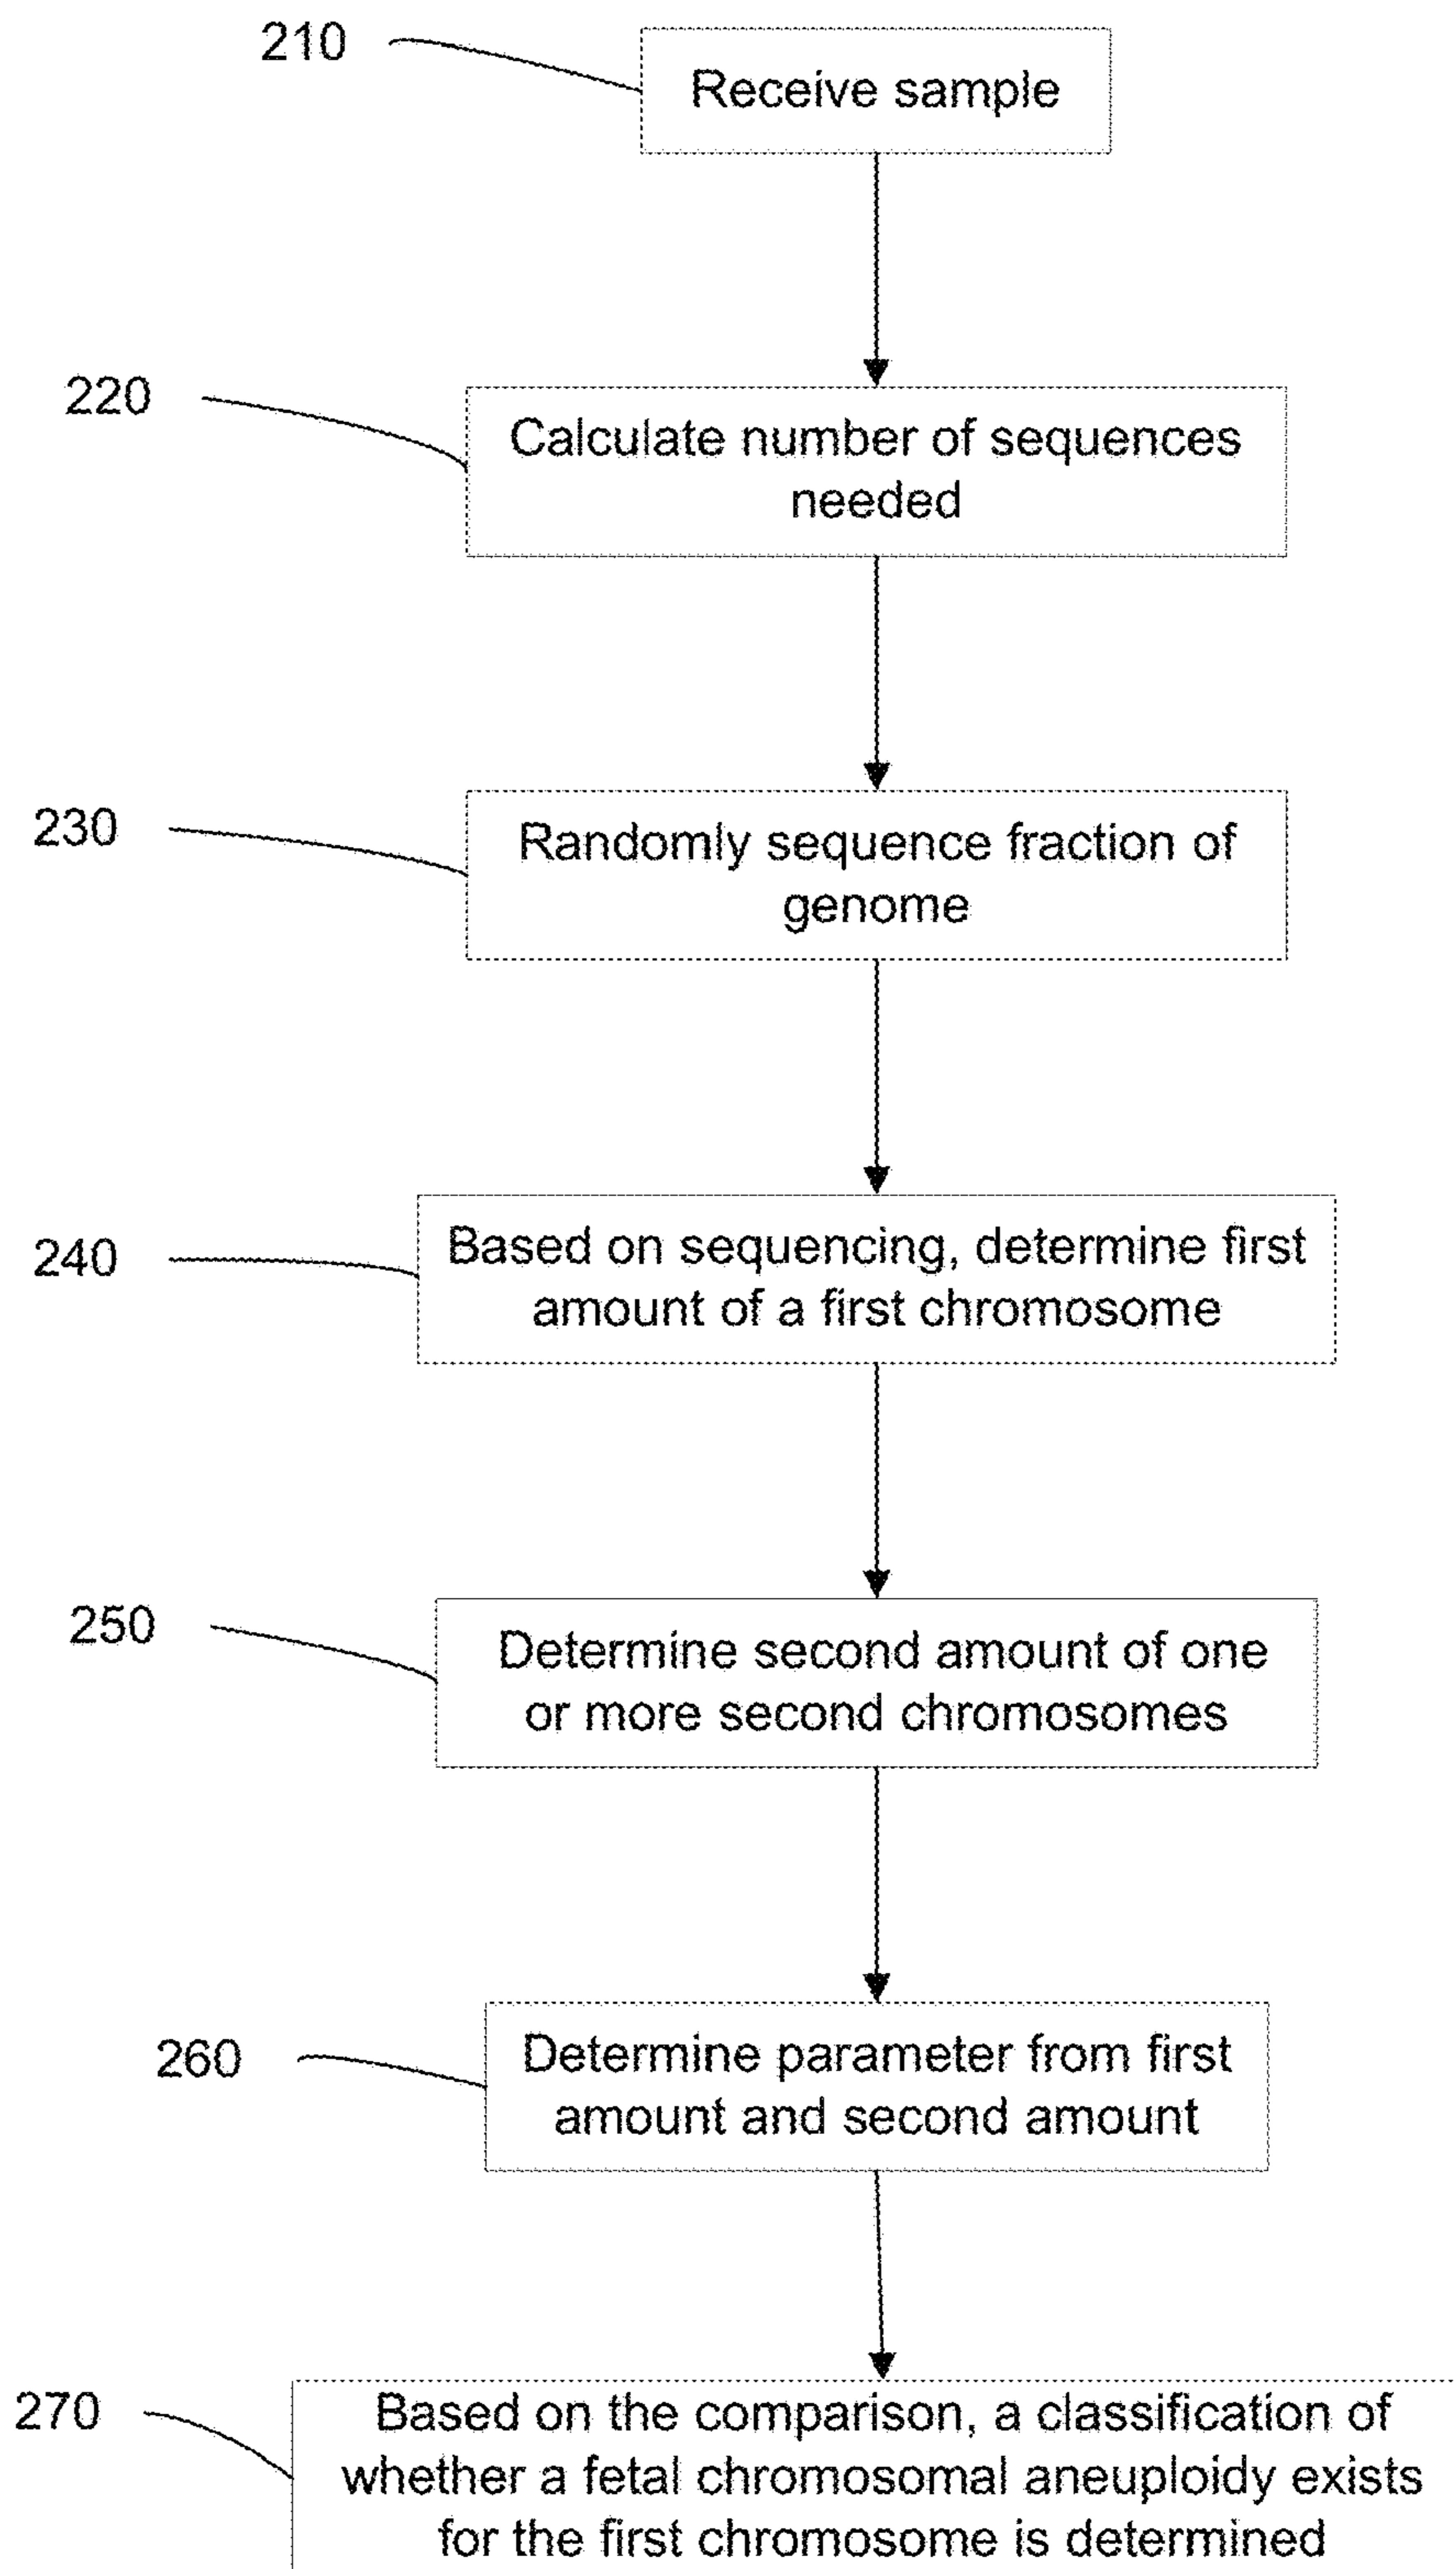 210
Receive sample
220
Calculate number of sequences
needed
230
Randomly sequence fraction of
genome
240
Based on sequencing, determine first
amount of a first chromosome
250
Determine second amount of one
or more second chromosomes
260
Determine parameter from first
amount and second amount
270
Based on the comparison, a classification of
whether a fetal chromosomal aneuploidy exists
for the first chromosome is determined